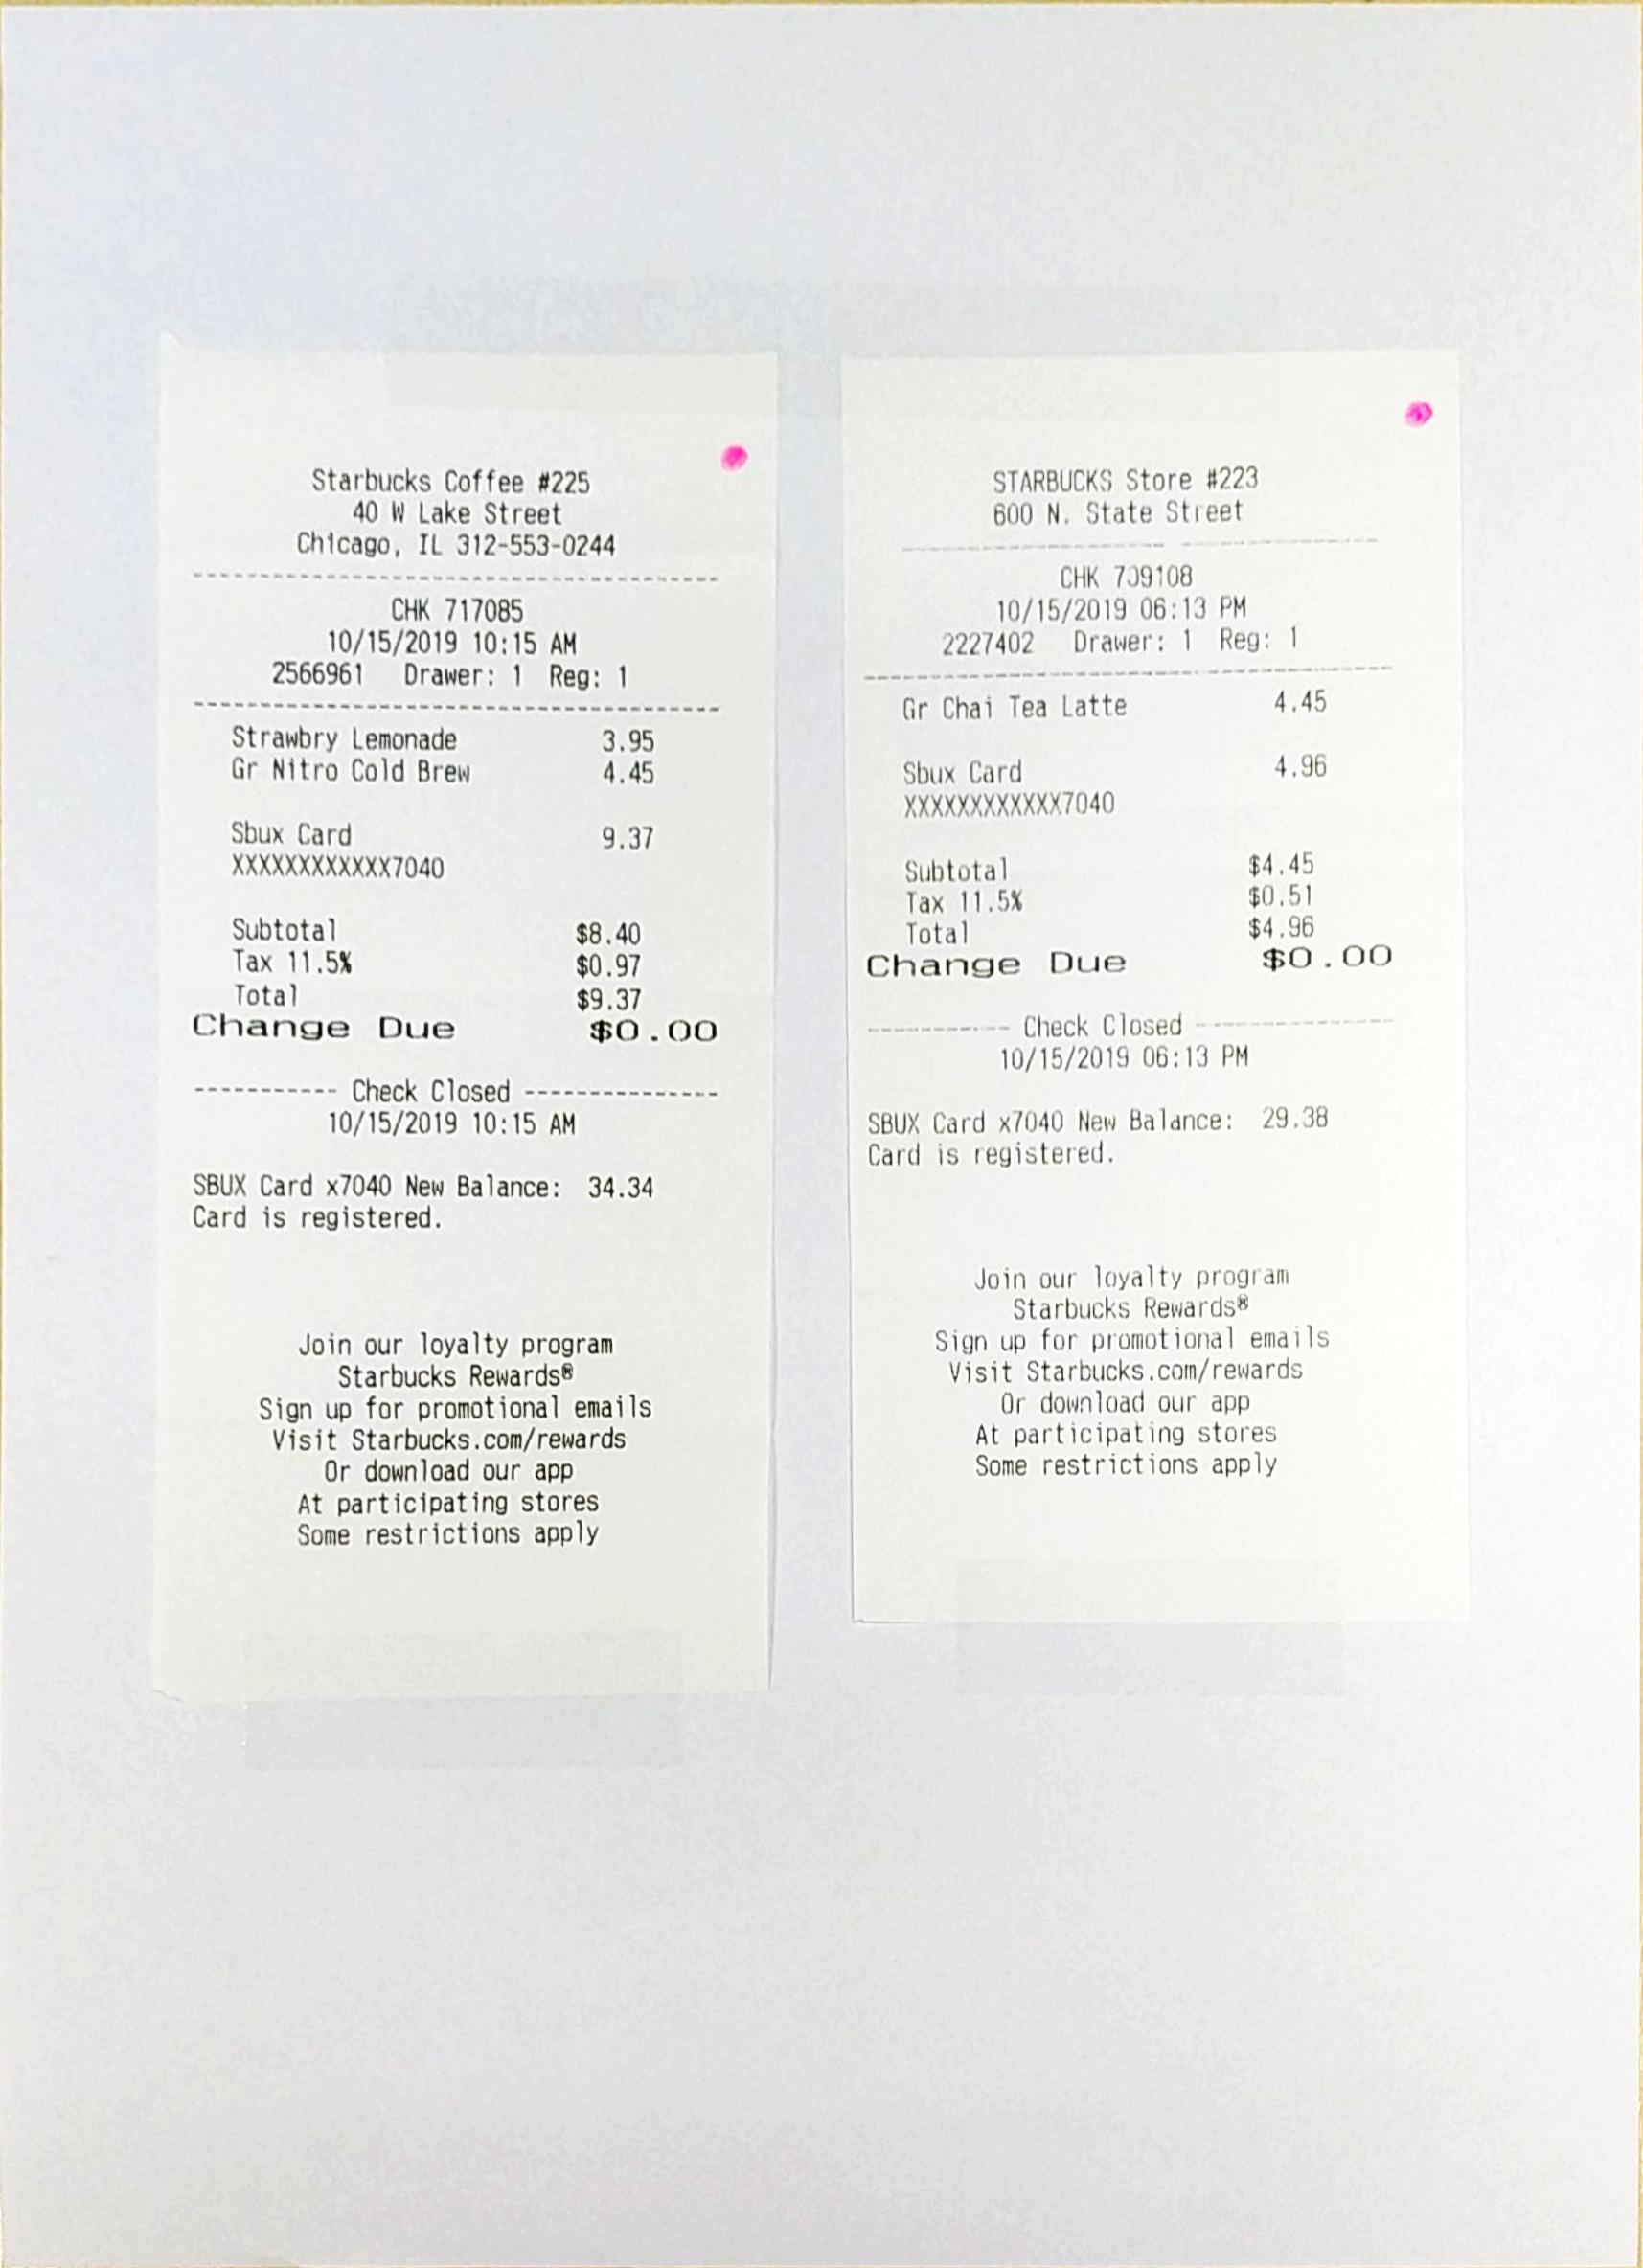 Starbucks Coffee #225
40 W Lake Street
Chicago, IL 312-553-0244
-----------------------------------------
CHK 717085
10/15/2019 10:15 AM
2566961 Drawer: 1 Reg: 1
-----------------------------------------
Strawbry Lemonade 3.95
Gr Nitro Cold Brew 4.45
Sbux Card 9.37
XXXXXXXXXXXX7040
Subtotal $8.40
Tax 11.5% $0.97
Total $9.37
Change Due $0.00
----------- Check Closed ---------------
10/15/2019 10:15 AM
SBUX Card x7040 New Balance: 34.34
Card is registered.
Join our loyalty program
Starbucks Rewards®
Sign up for promotional emails
Visit Starbucks.com/rewards
Or download our app
At participating stores
Some restrictions apply
STARBUCKS Store #223
600 N. State Street
-----------------------------------------
CHK 709108
10/15/2019 06:13 PM
2227402 Drawer: 1 Reg: 1
-----------------------------------------
Gr Chai Tea Latte 4.45
Sbux Card 4.96
XXXXXXXXXXXX7040
Subtotal $4.45
Tax 11.5% $0.51
Total $4.96
Change Due $0.00
----------- Check Closed ---------------
10/15/2019 06:13 PM
SBUX Card x7040 New Balance: 29.38
Card is registered.
Join our loyalty program
Starbucks Rewards®
Sign up for promotional emails
Visit Starbucks.com/rewards
Or download our app
At participating stores
Some restrictions apply